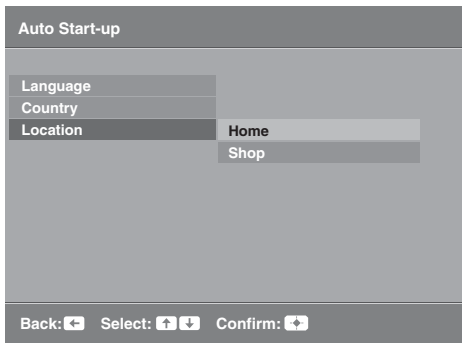 Auto Start-up
Language
Country
Location
Home
Shop
Back: Select: Confirm: